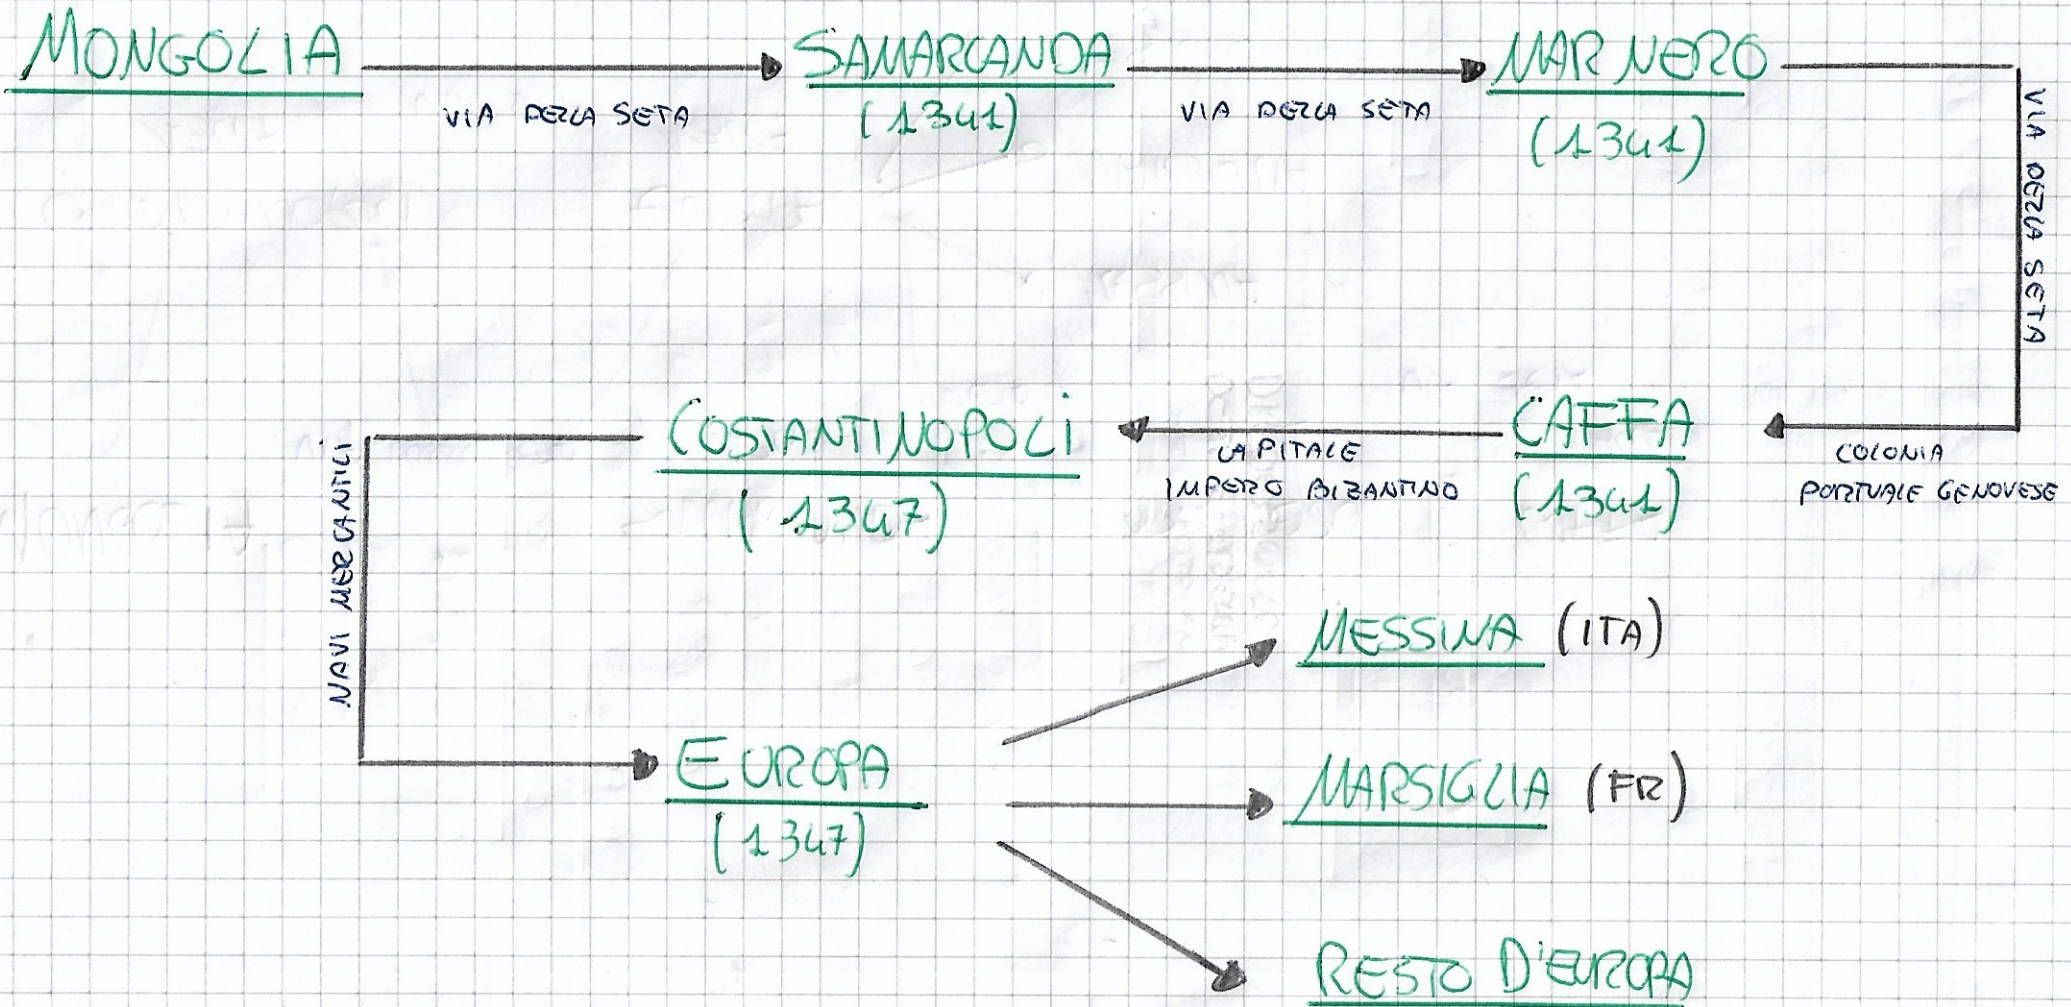 MONGOLIA
VIA DELLA SETA
SAMARCANDA
(1341)
VIA DELLA SETA
MAR NERO
(1341)
VIA DELLA SETA
COLONIA
PORTUALE GENOVESE
CAFFA
(1341)
CAPITALE
IMPERO BIZANTINO
COSTANTINOPOLI
(1347)
NAVI MERCANTILI
EUROPA
(1347)
MESSINA (ITA)
MARSIGLIA (FR)
RESTO D'EUROPA